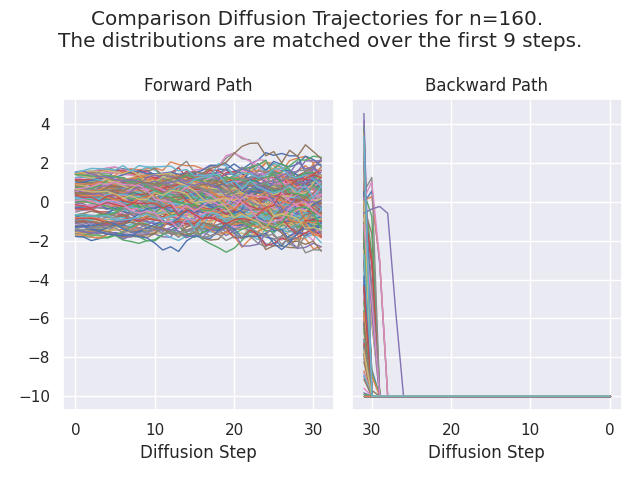 Comparison Diffusion Trajectories for n=160.
The distributions are matched over the first 9 steps.
Forward Path
Backward Path
4
2
0
−2
−4
−6
−8
−10
0
10
20
30
30
20
10
0
Diffusion Step
Diffusion Step